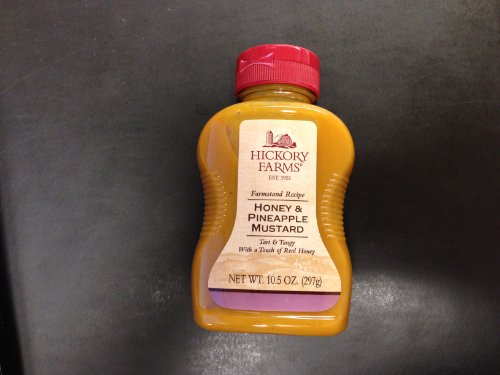 HICKORY
FARMS®
EST. 1951
Farmstand Recipe
HONEY &
PINEAPPLE
MUSTARD
Tart & Tangy
With a Touch of Real Honey
NET WT. 10.5 OZ. (297g)